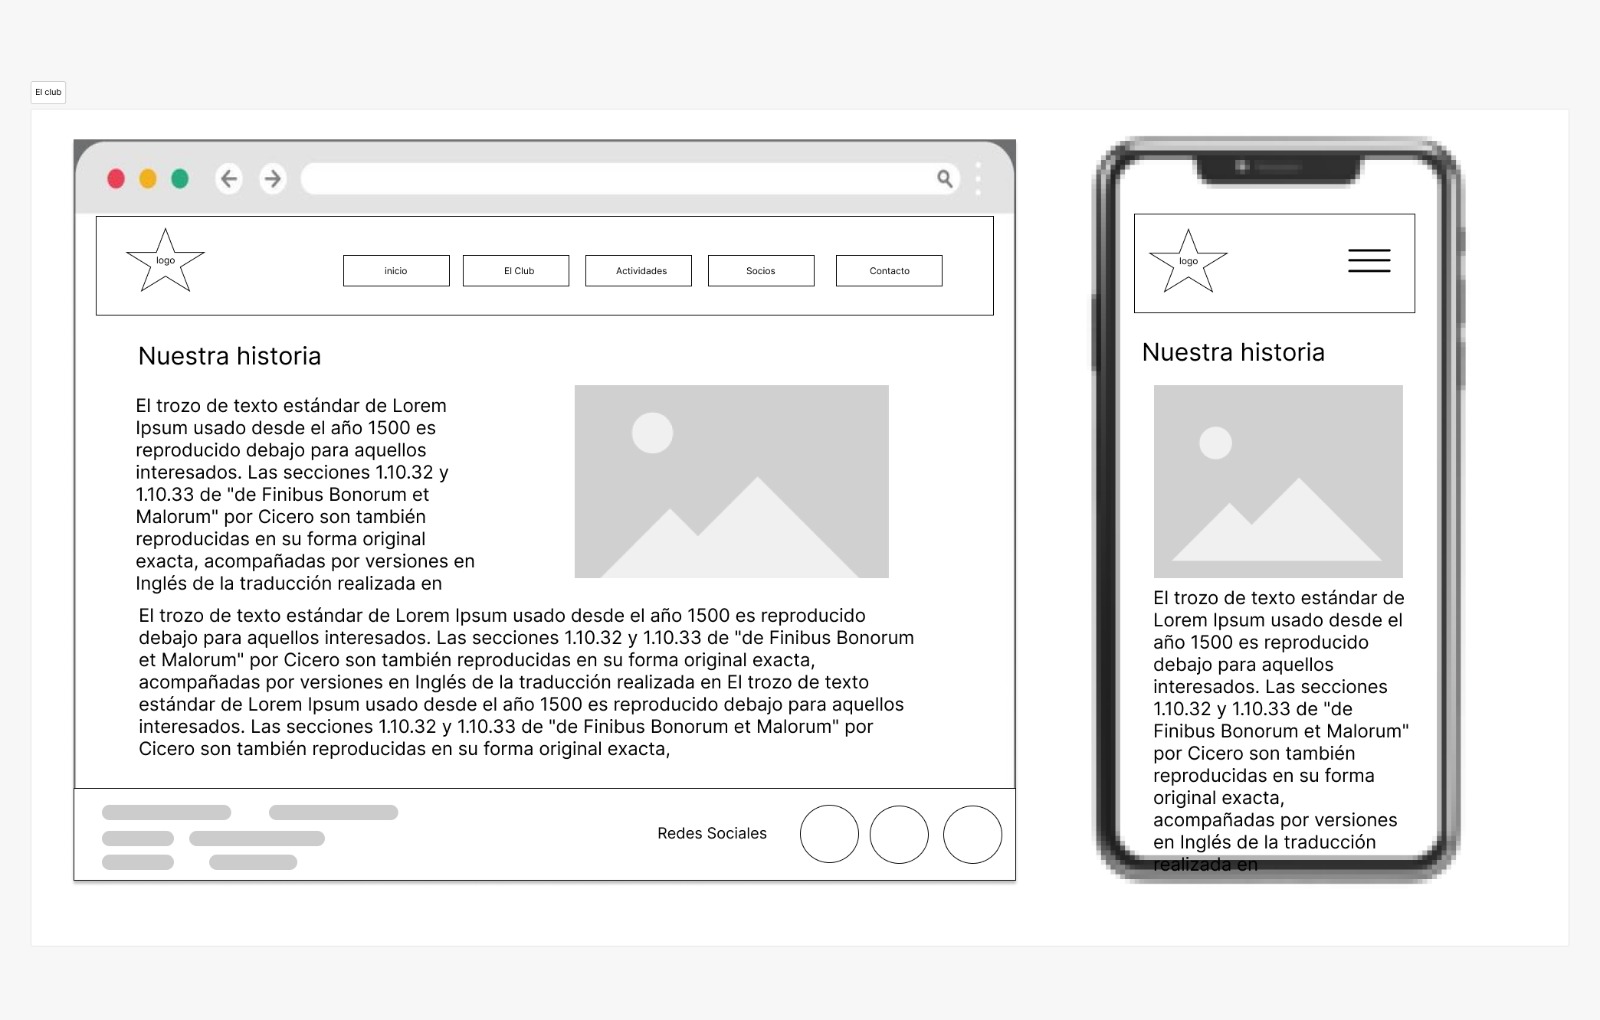 El club
logo
inicio
El Club
Actividades
Socios
Contacto
Nuestra historia
El trozo de texto estándar de Lorem
Ipsum usado desde el año 1500 es
reproducido debajo para aquellos
interesados. Las secciones 1.10.32 y
1.10.33 de "de Finibus Bonorum et
Malorum" por Cicero son también
reproducidas en su forma original
exacta, acompañadas por versiones en
Inglés de la traducción realizada en
El trozo de texto estándar de Lorem Ipsum usado desde el año 1500 es reproducido
debajo para aquellos interesados. Las secciones 1.10.32 y 1.10.33 de "de Finibus Bonorum
et Malorum" por Cicero son también reproducidas en su forma original exacta,
acompañadas por versiones en Inglés de la traducción realizada en El trozo de texto
estándar de Lorem Ipsum usado desde el año 1500 es reproducido debajo para aquellos
interesados. Las secciones 1.10.32 y 1.10.33 de "de Finibus Bonorum et Malorum" por
Cicero son también reproducidas en su forma original exacta,
Redes Sociales
logo
Nuestra historia
El trozo de texto estándar de
Lorem Ipsum usado desde el
año 1500 es reproducido
debajo para aquellos
interesados. Las secciones
1.10.32 y 1.10.33 de "de
Finibus Bonorum et Malorum"
por Cicero son también
reproducidas en su forma
original exacta,
acompañadas por versiones
en Inglés de la traducción
realizada en